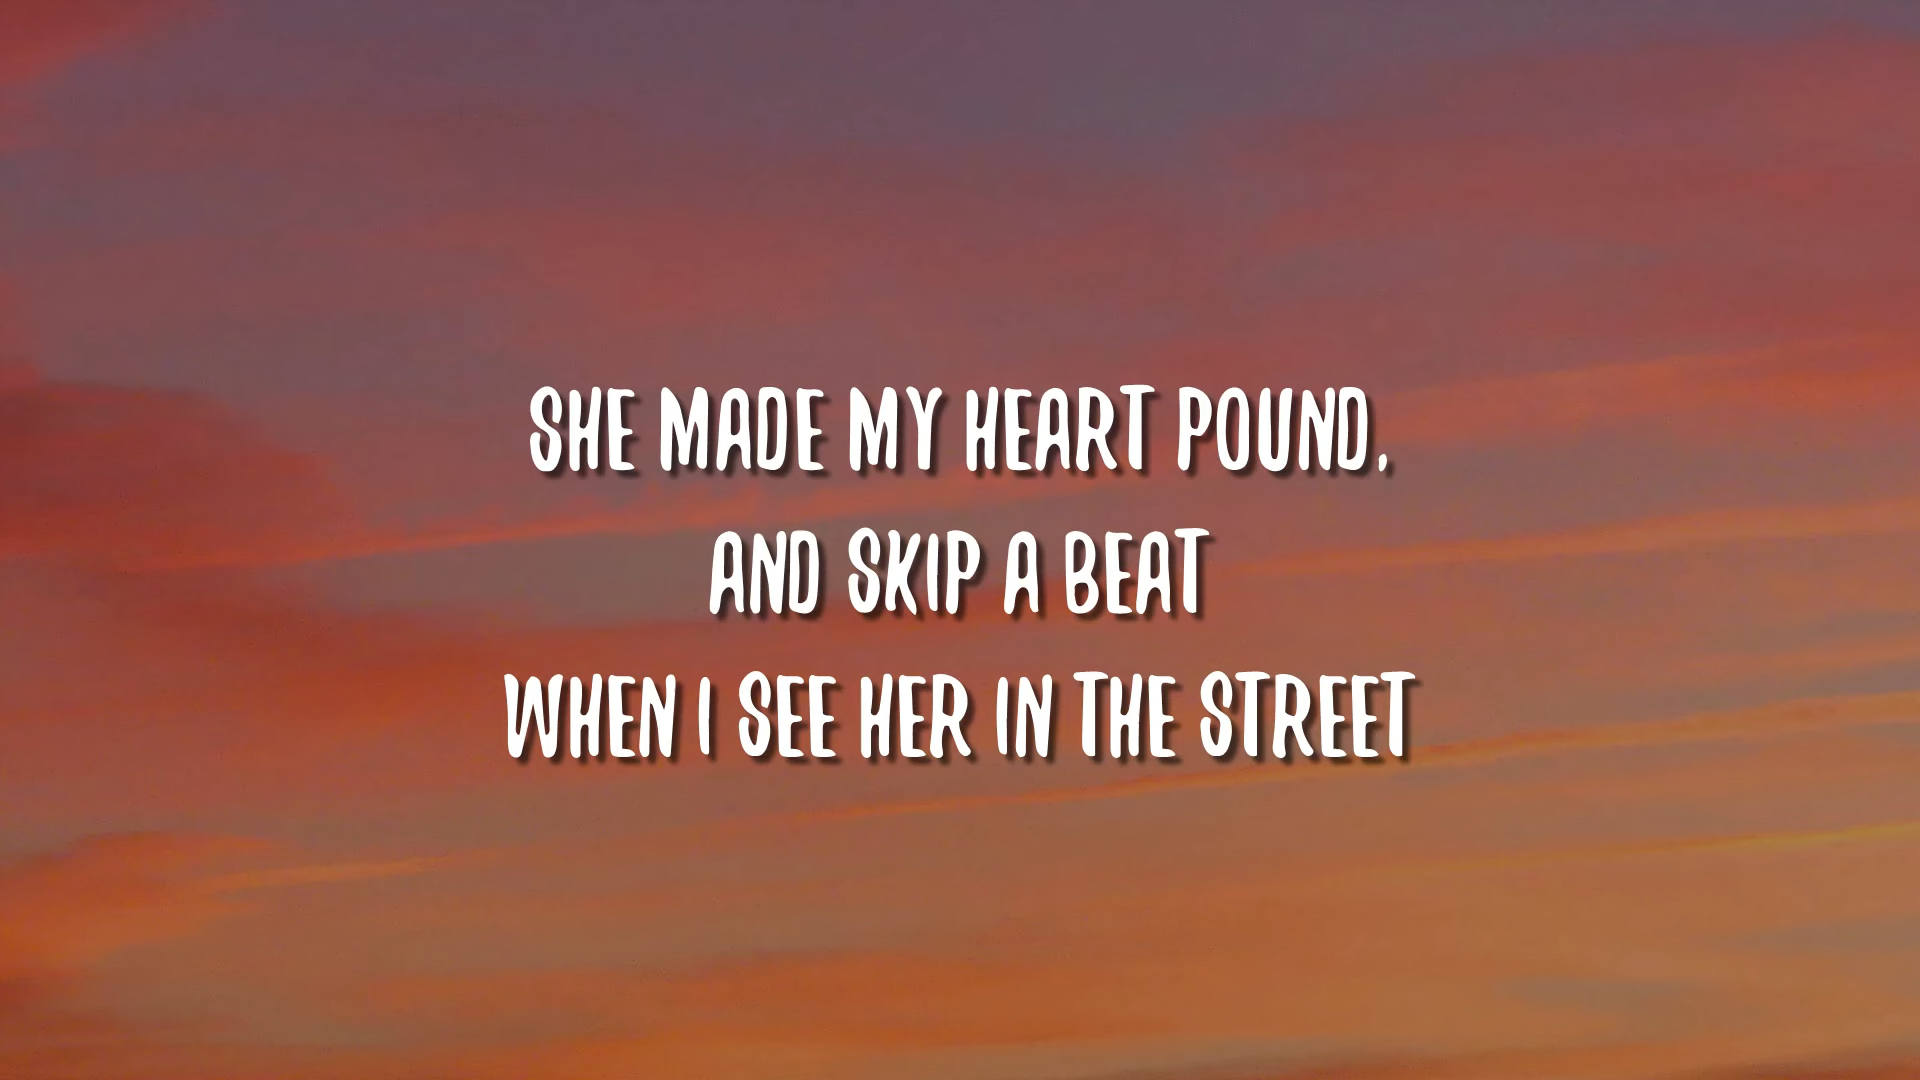 SHE MADE MY HEART POUND,
AND SKIP A BEAT
WHEN I SEE HER IN THE STREET